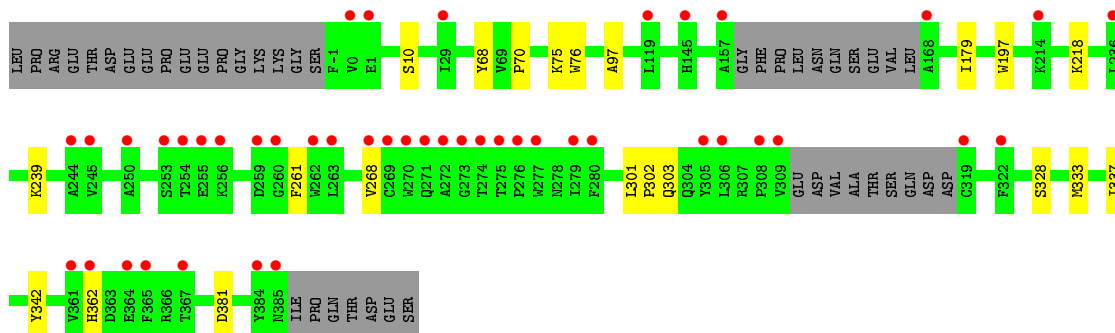 LEU PRO ARG GLU THR ASP GLU GLU PRO GLU GLU PRO GLY LYS LYS GLY SER F-1 V0 E1 I29 S10 Y68 V69 P70 K75 W76 A97 L119 H145 A157 GLY PHE PRO LEU ASN GLN SER GLU VAL LEU A168 I179 W197 K214 K218 L236
K239 A244 V245 A250 S253 T254 E255 K256 D259 G260 F261 W262 L263 V268 C269 W270 Q271 A272 G273 T274 T275 P276 W277 N278 I279 F280 L301 P302 Q303 Q304 Y305 L306 R307 P308 V309 GLU ASP VAL ALA THR SER GLN ASP ASP C319 F322 S328 M333
Y342 V361 H362 D363 E364 F365 R366 T367 D381 Y384 N385 ILE PRO GLN THR ASP GLU SER